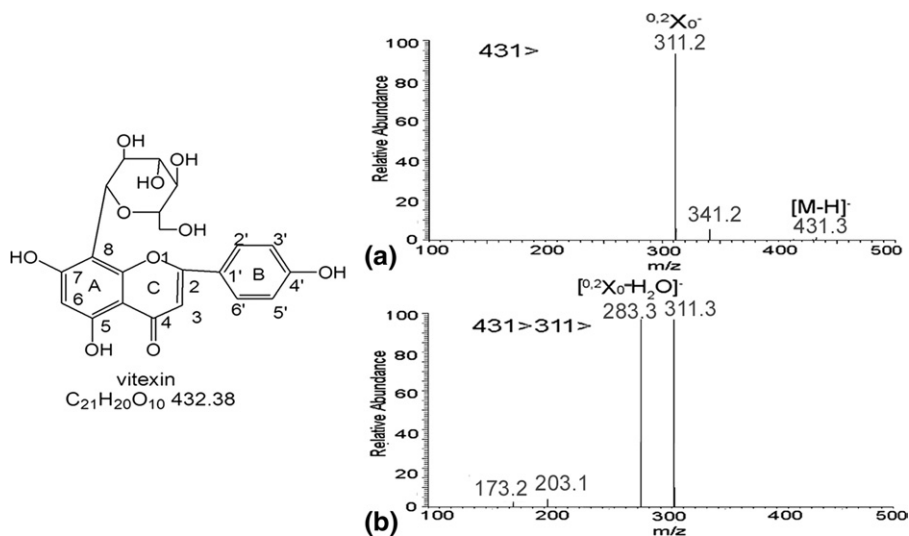 OH
OH
HO
O
OH
HO
7
8
O1
A
C
2
6
5
4
3
OH
O
1'
2'
3'
B
4'
6'
5'
OH
vitexin
C₂₁H₂₀O₁₀ 432.38
⁰,²X₀⁻
311.2
431>
341.2
[M-H]⁻
431.3
Relative Abundance
100
80
60
40
20
0
100 200 300 400 500
m/z
(a)
[⁰,²X₀-H₂O]⁻
283.3 311.3
431>311>
173.2 203.1
Relative Abundance
100
80
60
40
20
0
100 200 300 400 500
m/z
(b)